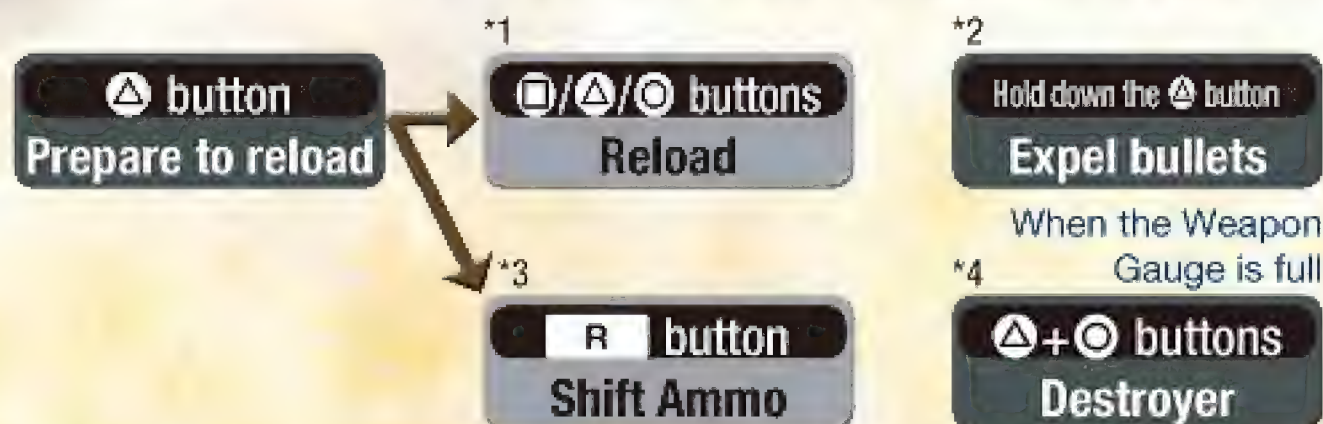 △ button
Prepare to reload
*1
□/△/○ buttons
Reload
*3
R button
Shift Ammo
*2
Hold down the △ button
Expel bullets
When the Weapon
Gauge is full
*4
△+○ buttons
Destroyer